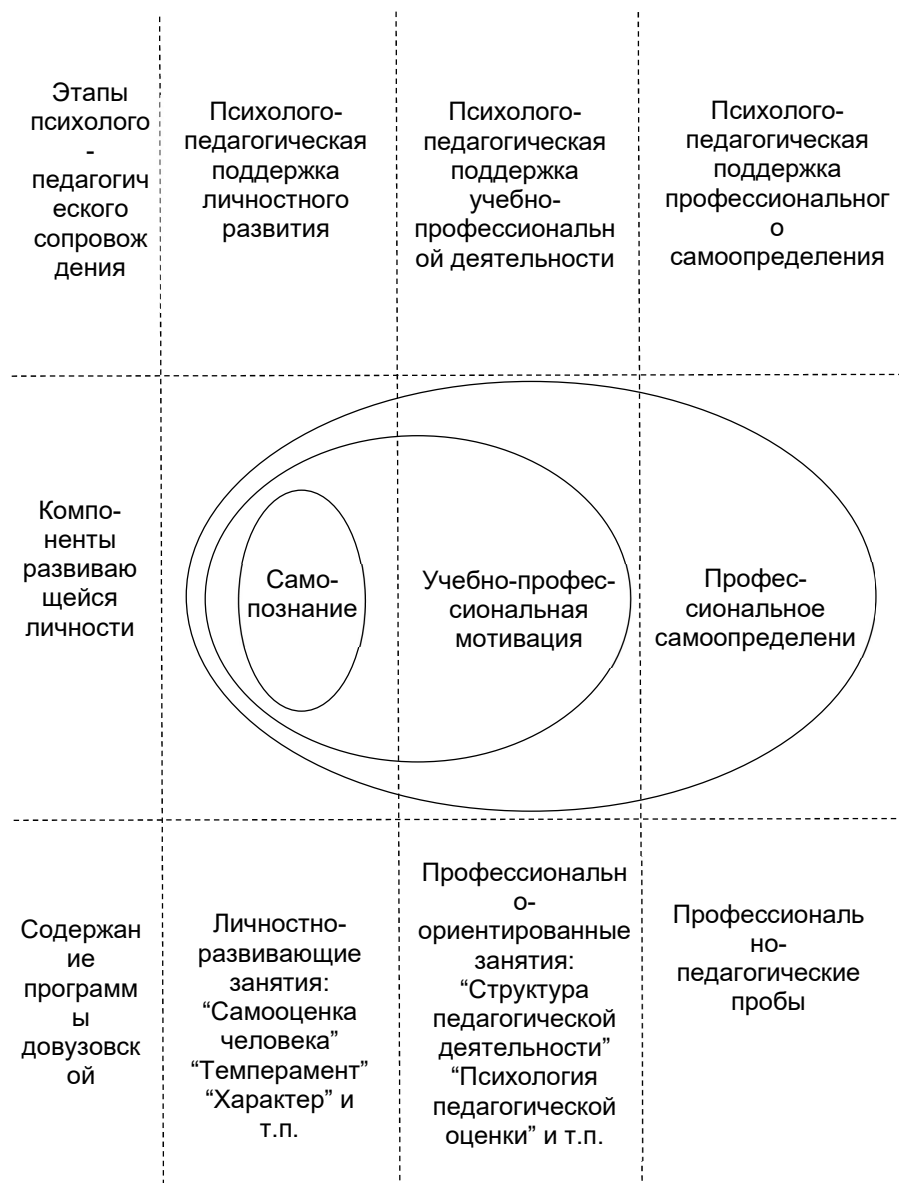 Этапы
психолого
-
педагогич
еского
сопровож
дения
Психолого-
педагогическая
поддержка
личностного
развития
Психолого-
педагогическая
поддержка
учебно-
профессиональн
ой деятельности
Психолого-
педагогическая
поддержка
профессиональног
о
самоопределения
Компо-
ненты
развиваю
щейся
личности
Само-
познание
Учебно-профес-
сиональная
мотивация
Профес-
сиональное
самоопределени
Содержан
ие
программ
ы
довузовск
ой
Личностно-
развивающие
занятия:
“Самооценка
человека”
“Темперамент”
“Характер” и
т.п.
Профессиональн
о-
ориентированные
занятия:
“Структура
педагогической
деятельности”
“Психология
педагогической
оценки” и т.п.
Профессиональ
но-
педагогические
пробы